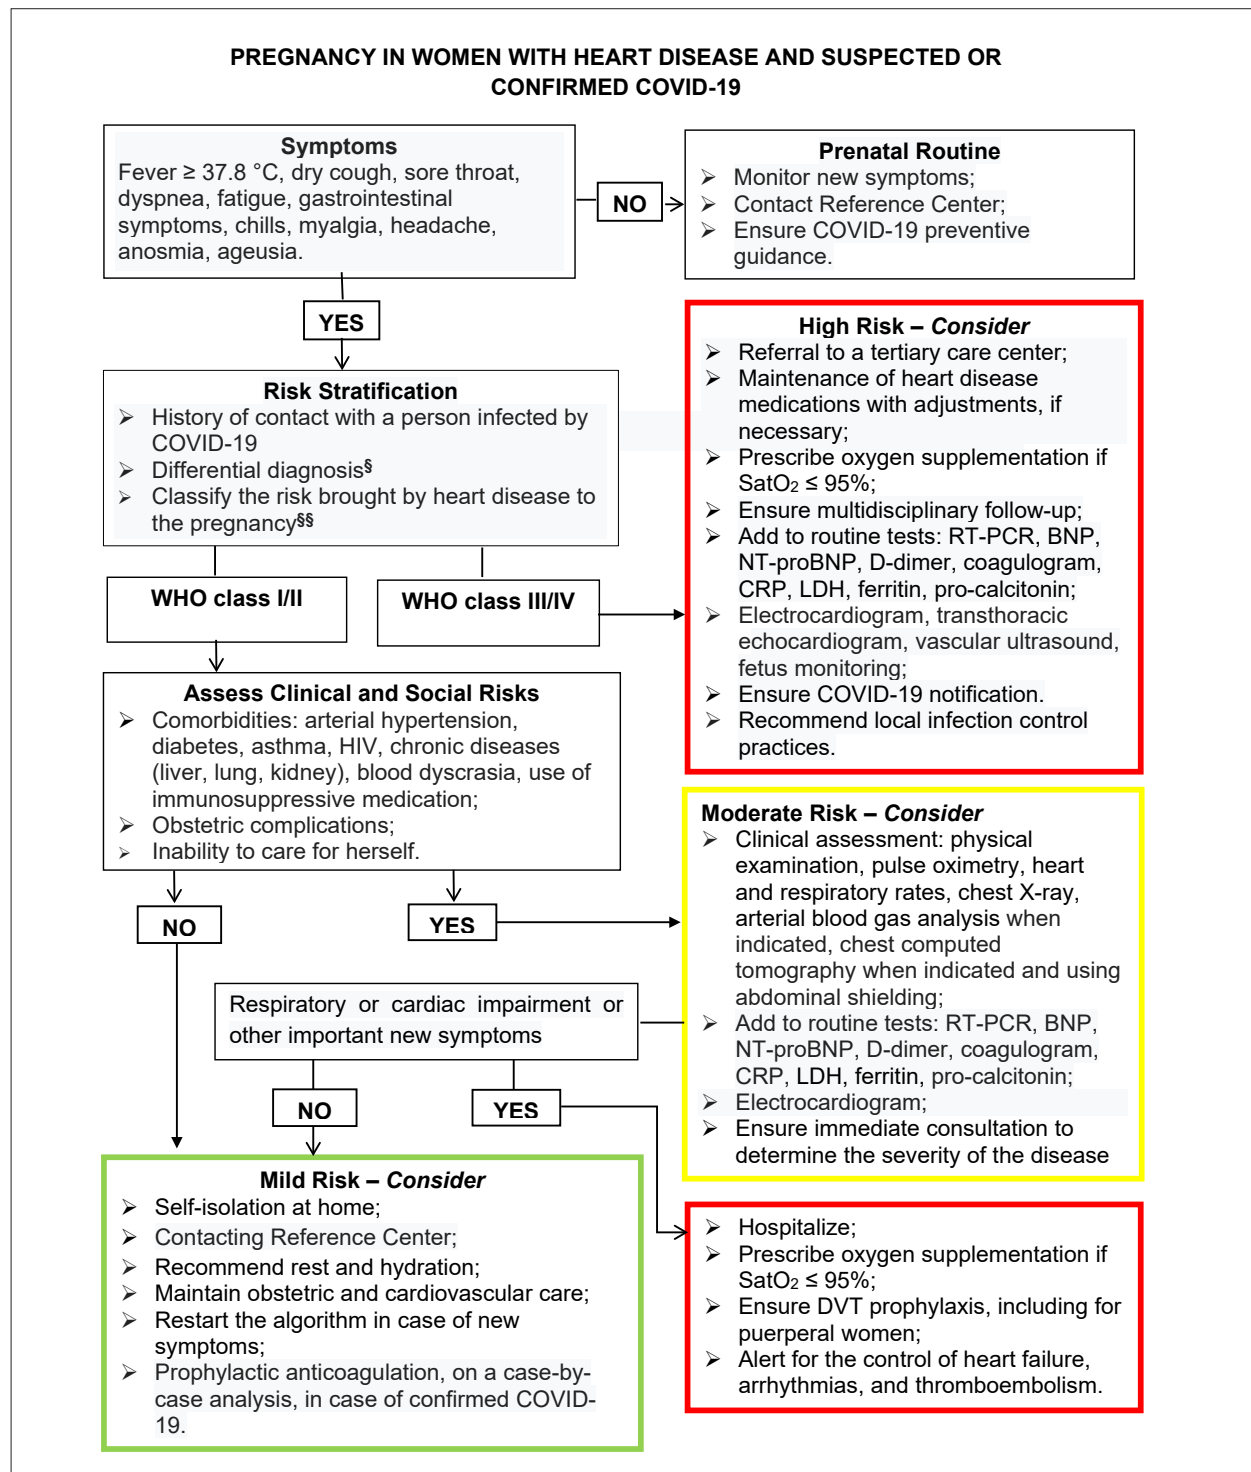 PREGNANCY IN WOMEN WITH HEART DISEASE AND SUSPECTED OR
CONFIRMED COVID-19
Symptoms
Fever ≥ 37.8 °C, dry cough, sore throat,
dyspnea, fatigue, gastrointestinal
symptoms, chills, myalgia, headache,
anosmia, ageusia.
NO
Prenatal Routine
➢ Monitor new symptoms;
➢ Contact Reference Center;
➢ Ensure COVID-19 preventive
guidance.
YES
Risk Stratification
➢ History of contact with a person infected by
COVID-19
➢ Differential diagnosis§
➢ Classify the risk brought by heart disease to
the pregnancy§§
WHO class I/II
WHO class III/IV
High Risk – Consider
➢ Referral to a tertiary care center;
➢ Maintenance of heart disease
medications with adjustments, if
necessary;
➢ Prescribe oxygen supplementation if
SatO₂ ≤ 95%;
➢ Ensure multidisciplinary follow-up;
➢ Add to routine tests: RT-PCR, BNP,
NT-proBNP, D-dimer, coagulogram,
CRP, LDH, ferritin, pro-calcitonin;
➢ Electrocardiogram, transthoracic
echocardiogram, vascular ultrasound,
fetus monitoring;
➢ Ensure COVID-19 notification.
➢ Recommend local infection control
practices.
Assess Clinical and Social Risks
➢ Comorbidities: arterial hypertension,
diabetes, asthma, HIV, chronic diseases
(liver, lung, kidney), blood dyscrasia, use of
immunosuppressive medication;
➢ Obstetric complications;
➢ Inability to care for herself.
NO
YES
Moderate Risk – Consider
➢ Clinical assessment: physical
examination, pulse oximetry, heart
and respiratory rates, chest X-ray,
arterial blood gas analysis when
indicated, chest computed
tomography when indicated and using
abdominal shielding;
➢ Add to routine tests: RT-PCR, BNP,
NT-proBNP, D-dimer, coagulogram,
CRP, LDH, ferritin, pro-calcitonin;
➢ Electrocardiogram;
➢ Ensure immediate consultation to
determine the severity of the disease
Respiratory or cardiac impairment or
other important new symptoms
NO
YES
Mild Risk – Consider
➢ Self-isolation at home;
➢ Contacting Reference Center;
➢ Recommend rest and hydration;
➢ Maintain obstetric and cardiovascular care;
➢ Restart the algorithm in case of new
symptoms;
➢ Prophylactic anticoagulation, on a case-by-
case analysis, in case of confirmed COVID-
19.
➢ Hospitalize;
➢ Prescribe oxygen supplementation if
SatO₂ ≤ 95%;
➢ Ensure DVT prophylaxis, including for
puerperal women;
➢ Alert for the control of heart failure,
arrhythmias, and thromboembolism.